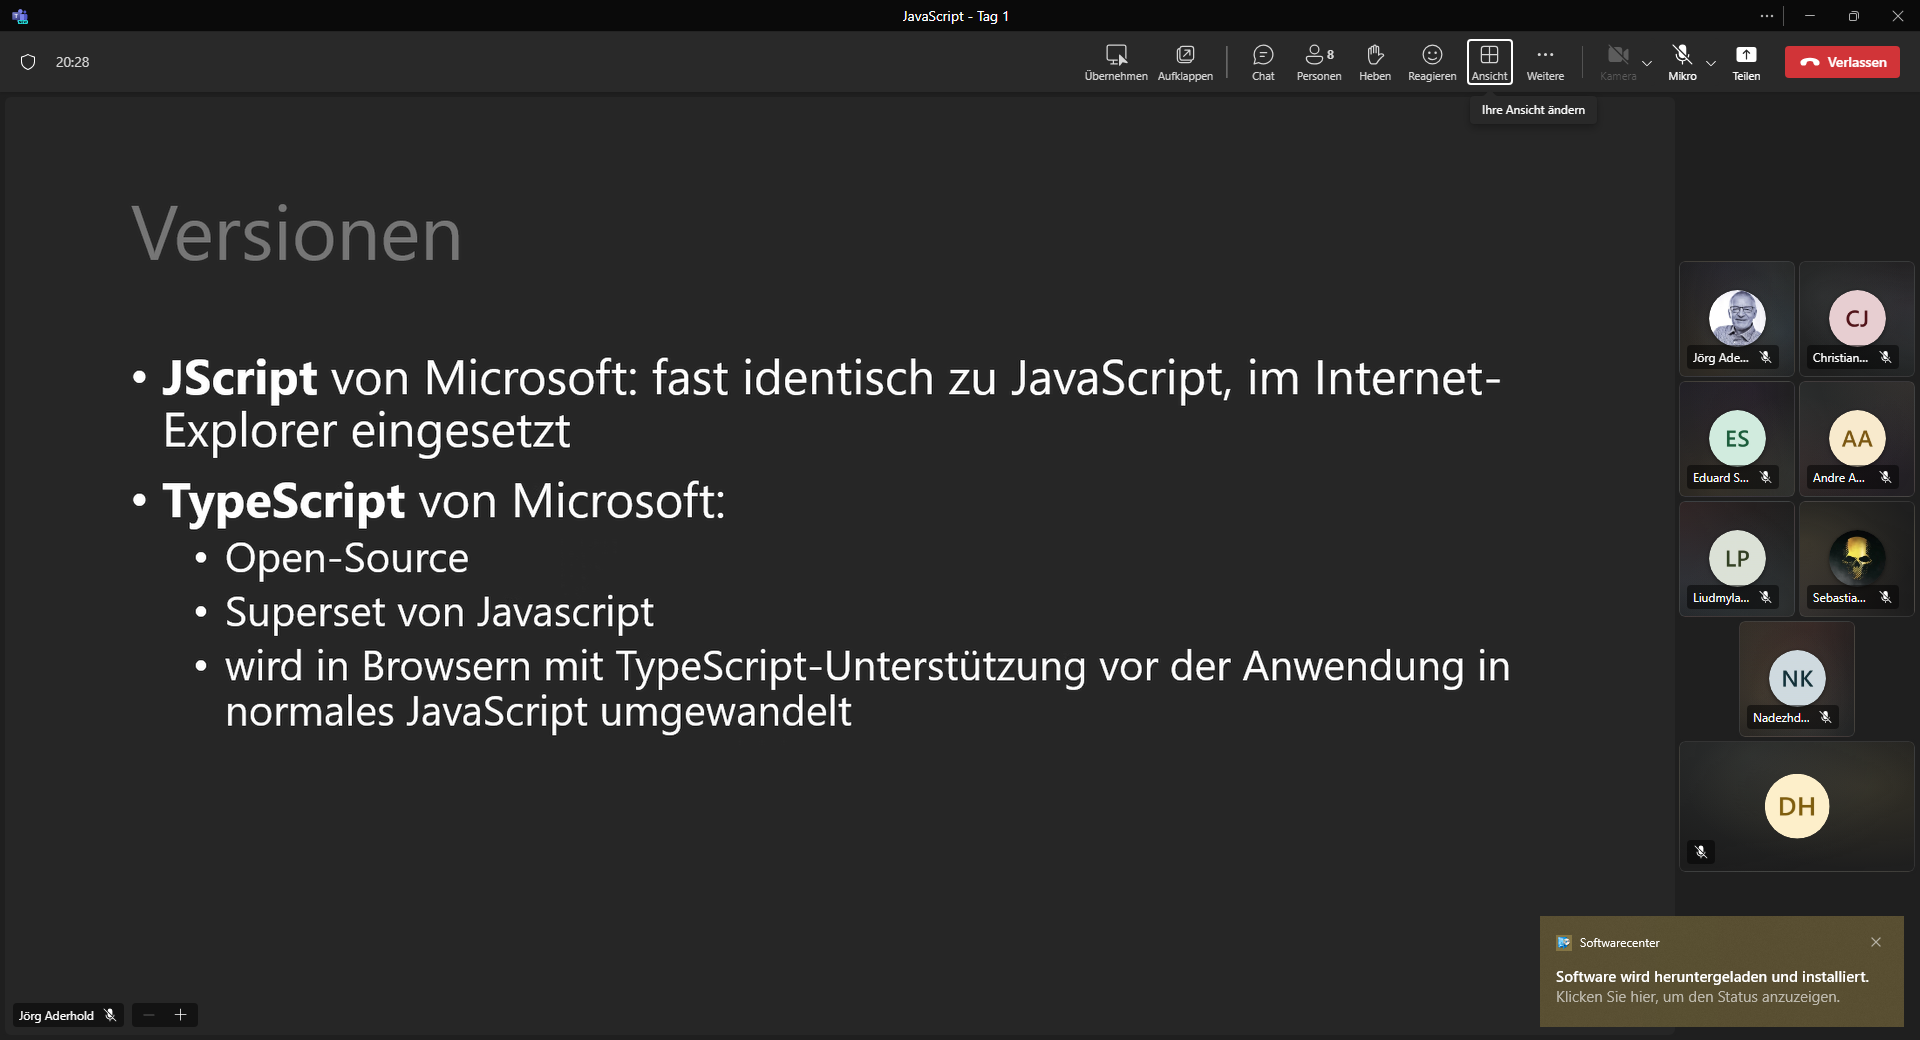 JavaScript - Tag 1
20:28
Übernehmen
Aufklappen
Chat
8
Personen
Heben
Reagieren
Ansicht
Weitere
Kamera
Mikro
Teilen
Verlassen
Ihre Ansicht ändern
Versionen
• JScript von Microsoft: fast identisch zu JavaScript, im Internet-
Explorer eingesetzt
• TypeScript von Microsoft:
• Open-Source
• Superset von Javascript
• wird in Browsern mit TypeScript-Unterstützung vor der Anwendung in
normales JavaScript umgewandelt
Jörg Ade...
CJ
Christian...
ES
Eduard S...
AA
Andre A...
LP
Liudmyla...
Sebastia...
NK
Nadezhd...
DH
Softwarecenter
Software wird heruntergeladen und installiert.
Klicken Sie hier, um den Status anzuzeigen.
Jörg Aderhold